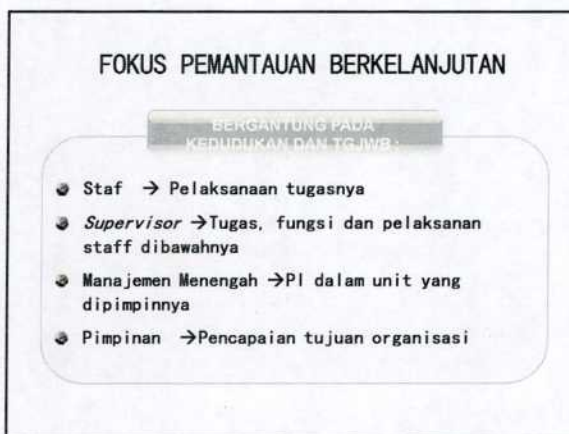 FOKUS PEMANTAUAN BERKELANJUTAN
BERGANTUNG PADA
KEDUDUKAN DAN TGJWB :
Staf → Pelaksanaan tugasnya
Supervisor →Tugas, fungsi dan pelaksanan
staff dibawahnya
Manajemen Menengah →PI dalam unit yang
dipimpinnya
Pimpinan →Pencapaian tujuan organisasi